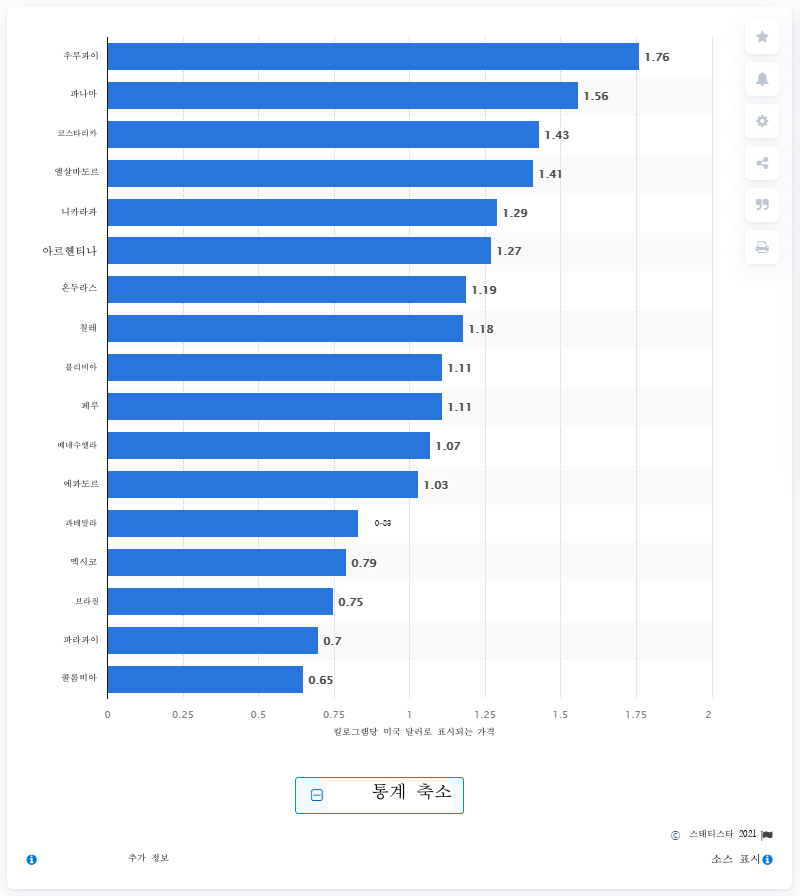 우루과이 1.76
파나마 1.56
코스타리카 1.43
엘살바도르 1.41
니카라과 1.29
아르헨티나 1.27
온두라스 1.19
칠레 1.18
볼리비아 1.11
페루 1.11
베네수엘라 1.07
에콰도르 1.03
과테말라 0-83
멕시코 0.79
브라질 0.75
파라과이 0.7
콜롬비아 0.65
0 0.25 0.5 0.75 1 1.25 1.5 1.75 2
킬로그램당 미국 달러로 표시되는 가격
통계 축소
© 스태티스타 2021
추가 정보 소스 표시